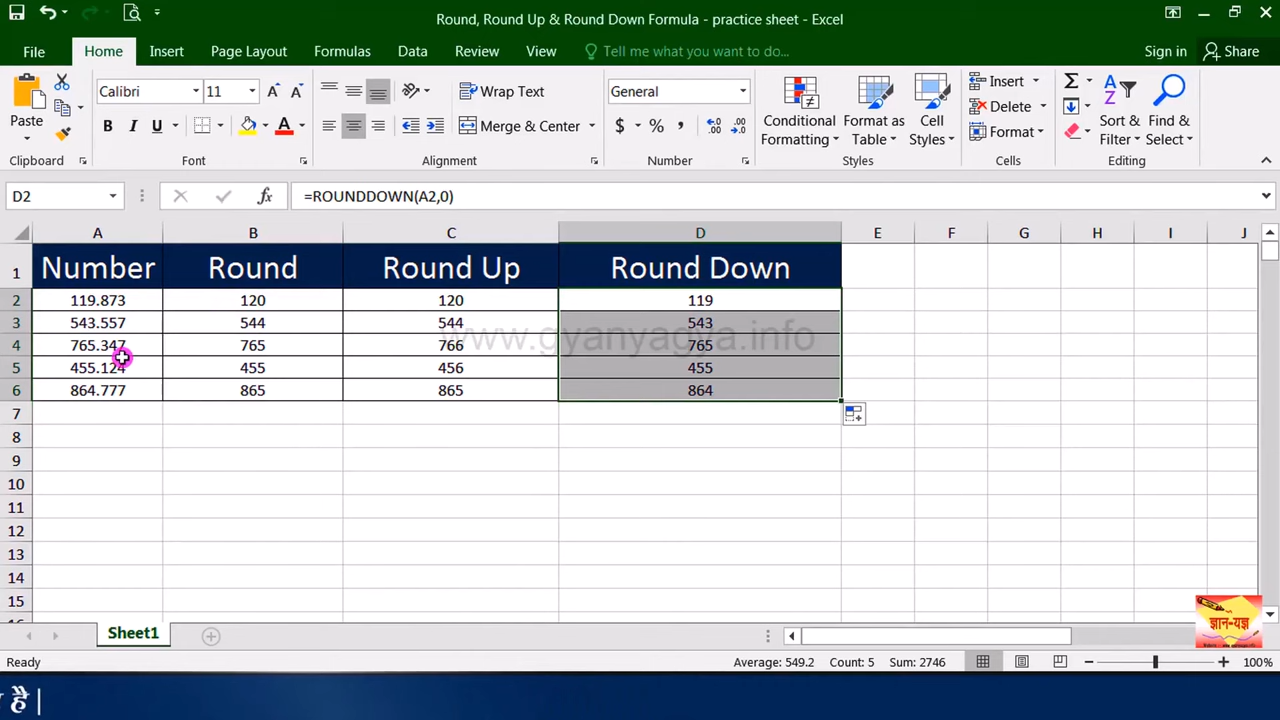 Round, Round Up & Round Down Formula - practice sheet - Excel
File Home Insert Page Layout Formulas Data Review View Tell me what you want to do... Sign in Share
Paste
Clipboard
Calibri 11
B I U A
Font
Wrap Text
Merge & Center
Alignment
General
$ % ,
Number
Conditional Formatting
Format as Table
Cell Styles
Styles
Insert
Delete
Format
Cells
Sort & Filter
Find & Select
Editing
D2 fx =ROUNDDOWN(A2,0)
A B C D E F G H I J
1 Number Round Round Up Round Down
2 119.873 120 120 119
3 543.557 544 544 543
4 765.347 765 766 765
5 455.124 455 456 455
6 864.777 865 865 864
7
8
9
10
11
12
13
14
15
www.gyanyagya.info
ज्ञान-यज्ञ
Sheet1
Ready Average: 549.2 Count: 5 Sum: 2746 100%
है |